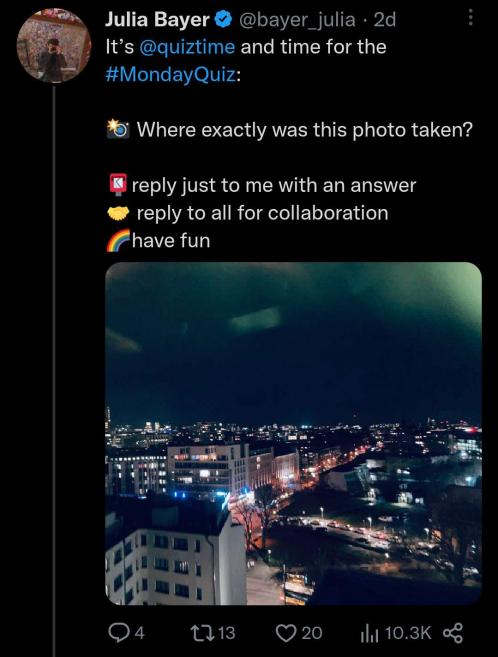 Julia Bayer @bayer_julia · 2d
It's @quiztime and time for the
#MondayQuiz:
📸 Where exactly was this photo taken?
📮reply just to me with an answer
🤝 reply to all for collaboration
🌈have fun
4 13 20 10.3K